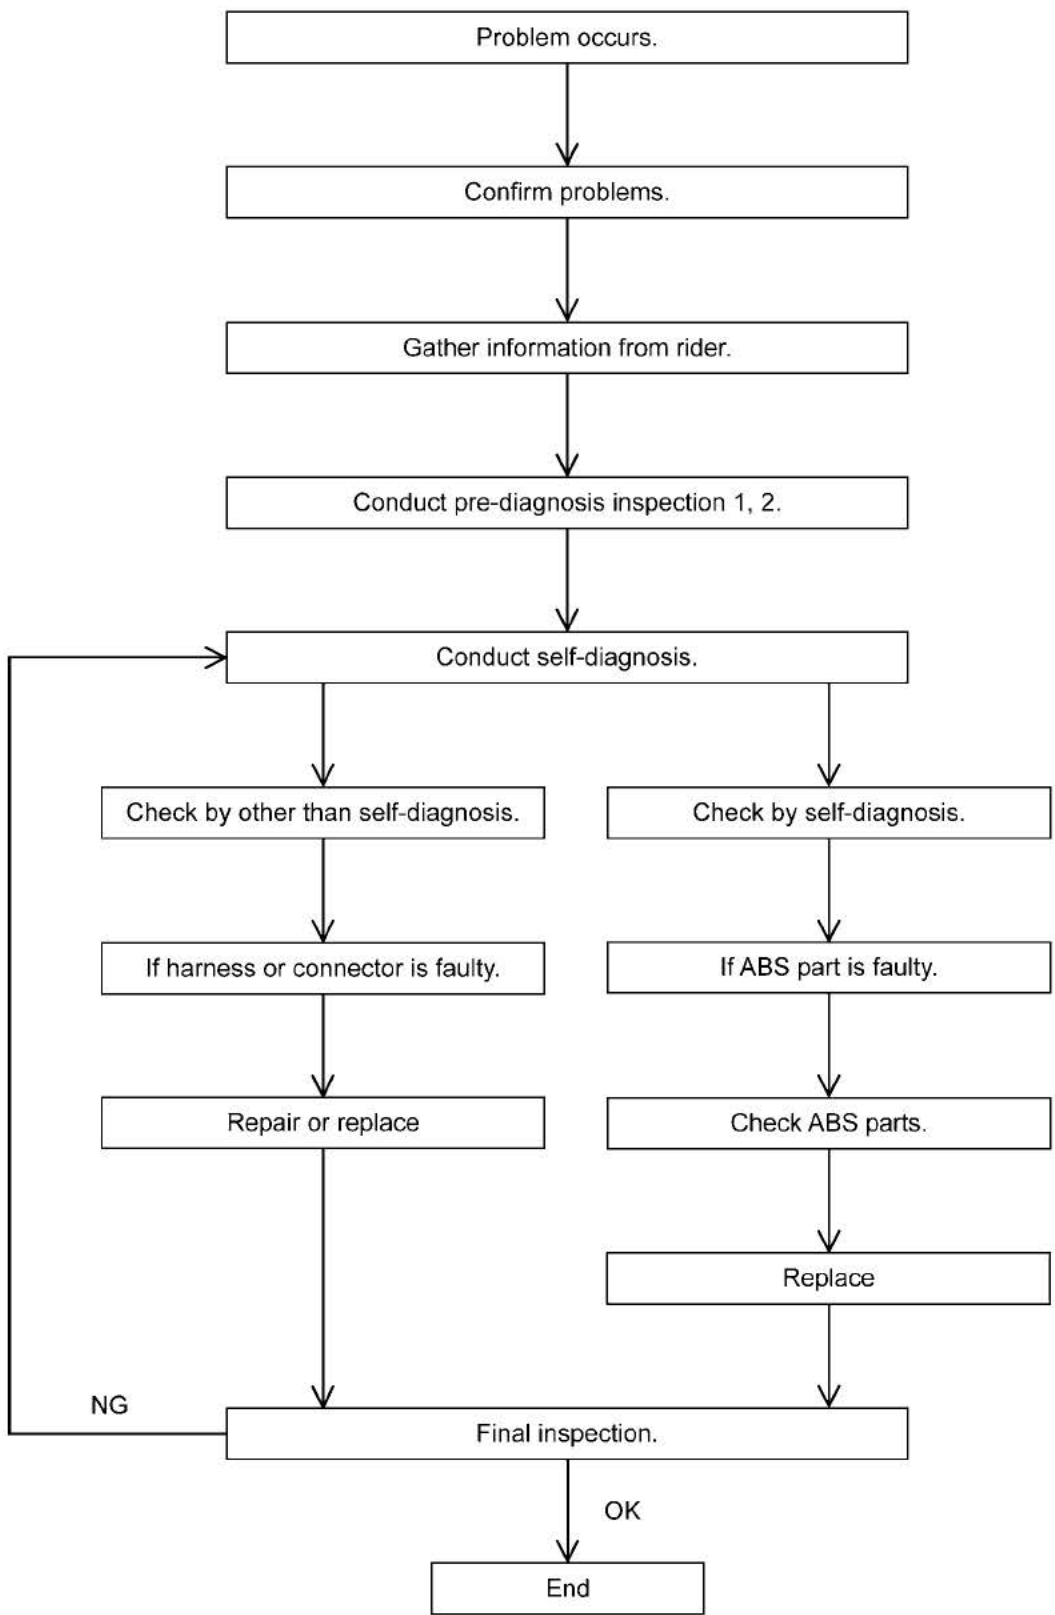 Problem occurs.
Confirm problems.
Gather information from rider.
Conduct pre-diagnosis inspection 1, 2.
Conduct self-diagnosis.
Check by other than self-diagnosis.
Check by self-diagnosis.
If harness or connector is faulty.
If ABS part is faulty.
Repair or replace
Check ABS parts.
Replace
NG
Final inspection.
OK
End